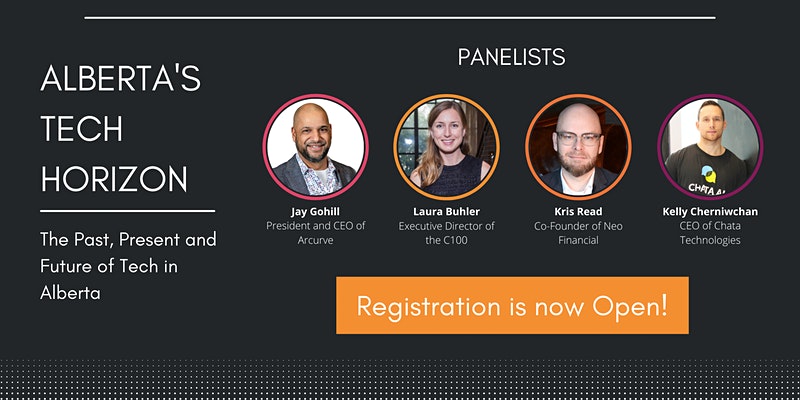 ALBERTA'S
TECH
HORIZON
The Past, Present and
Future of Tech in
Alberta
PANELISTS
Jay Gohill
President and CEO of
Arcurve
Laura Buhler
Executive Director of
the C100
Kris Read
Co-Founder of Neo
Financial
CHATA.AI
Kelly Cherniwchan
CEO of Chata
Technologies
Registration is now Open!